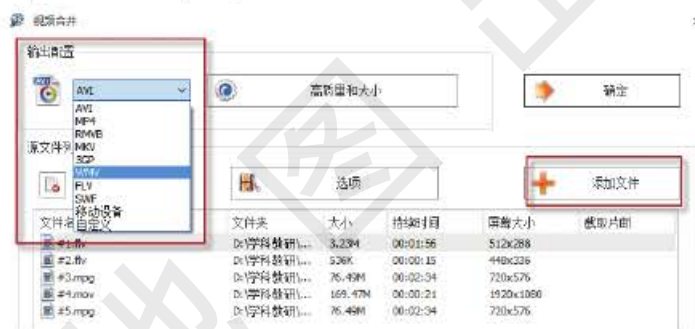 视频合并
输出配置
AVI
高质量和大小
确定
AVI
MP4
RMVB
MKV
3GP
WMV
FLV
SWF
移动设备
自定义
源文件列
选项
添加文件
文件名 文件夹 大小 持续时间 屏幕大小 截取片断
#1.flv D:\学科教研\... 3.23M 00:01:56 512x288
#2.flv D:\学科教研\... 536K 00:00:15 448x336
#3.mpg D:\学科教研\... 76.49M 00:02:34 720x576
#4.mov D:\学科教研\... 169.47M 00:00:21 1920x1080
#5.mpg D:\学科教研\... 76.49M 00:02:34 720x576